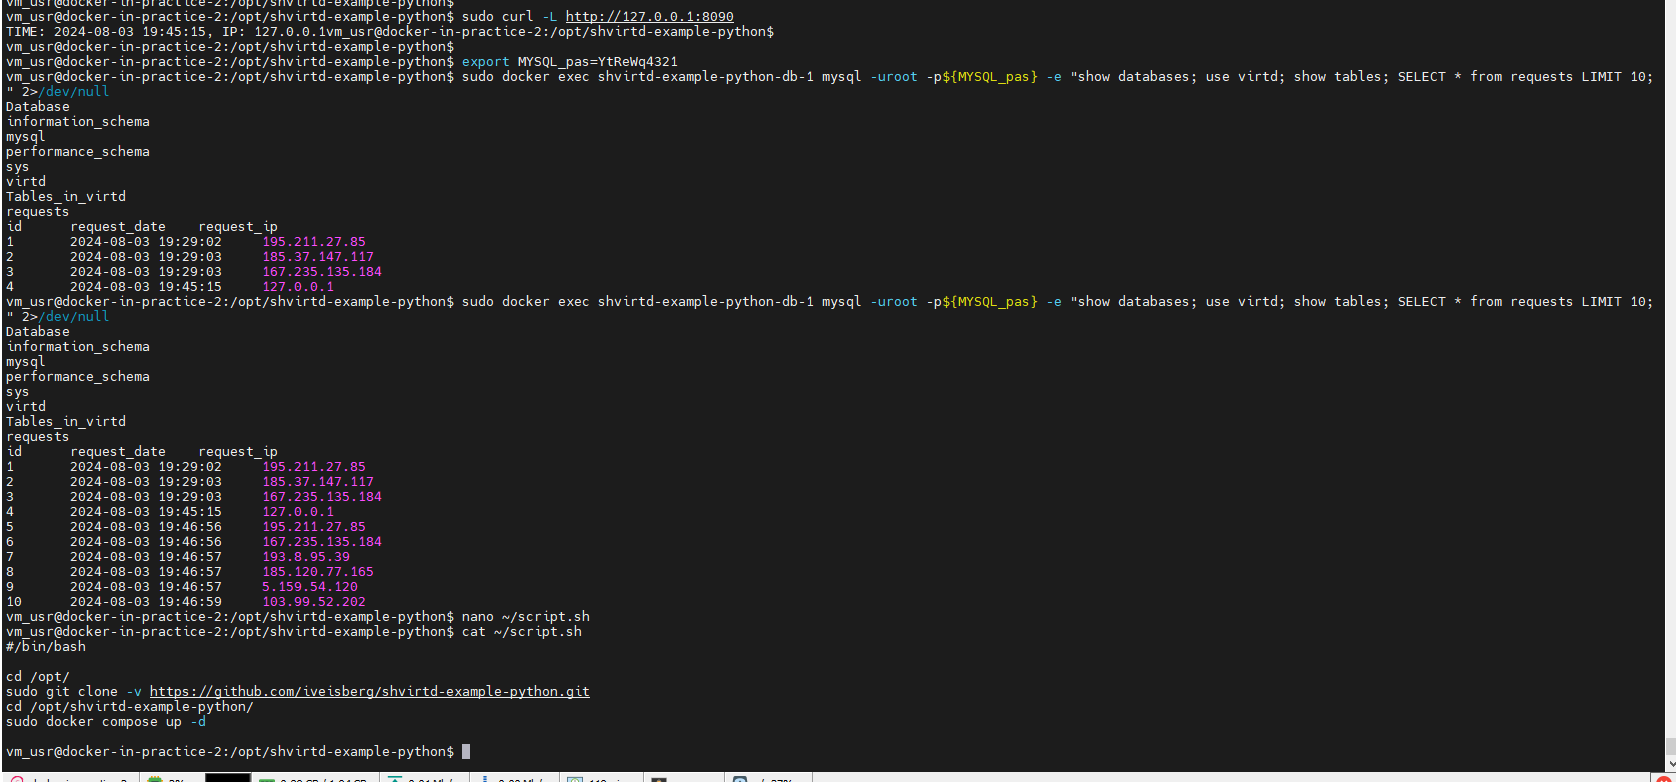 vm_usr@docker-in-practice-2:/opt/shvirtd-example-python$
vm_usr@docker-in-practice-2:/opt/shvirtd-example-python$ sudo curl -L http://127.0.0.1:8090
TIME: 2024-08-03 19:45:15, IP: 127.0.0.1vm_usr@docker-in-practice-2:/opt/shvirtd-example-python$
vm_usr@docker-in-practice-2:/opt/shvirtd-example-python$
vm_usr@docker-in-practice-2:/opt/shvirtd-example-python$ export MYSQL_pas=YtReWq4321
vm_usr@docker-in-practice-2:/opt/shvirtd-example-python$ sudo docker exec shvirtd-example-python-db-1 mysql -uroot -p${MYSQL_pas} -e "show databases; use virtd; show tables; SELECT * from requests LIMIT 10;
" 2>/dev/null
Database
information_schema
mysql
performance_schema
sys
virtd
Tables_in_virtd
requests
id request_date request_ip
1 2024-08-03 19:29:02 195.211.27.85
2 2024-08-03 19:29:03 185.37.147.117
3 2024-08-03 19:29:03 167.235.135.184
4 2024-08-03 19:45:15 127.0.0.1
vm_usr@docker-in-practice-2:/opt/shvirtd-example-python$ sudo docker exec shvirtd-example-python-db-1 mysql -uroot -p${MYSQL_pas} -e "show databases; use virtd; show tables; SELECT * from requests LIMIT 10;
" 2>/dev/null
Database
information_schema
mysql
performance_schema
sys
virtd
Tables_in_virtd
requests
id request_date request_ip
1 2024-08-03 19:29:02 195.211.27.85
2 2024-08-03 19:29:03 185.37.147.117
3 2024-08-03 19:29:03 167.235.135.184
4 2024-08-03 19:45:15 127.0.0.1
5 2024-08-03 19:46:56 195.211.27.85
6 2024-08-03 19:46:56 167.235.135.184
7 2024-08-03 19:46:57 193.8.95.39
8 2024-08-03 19:46:57 185.120.77.165
9 2024-08-03 19:46:57 5.159.54.120
10 2024-08-03 19:46:59 103.99.52.202
vm_usr@docker-in-practice-2:/opt/shvirtd-example-python$ nano ~/script.sh
vm_usr@docker-in-practice-2:/opt/shvirtd-example-python$ cat ~/script.sh
#/bin/bash
cd /opt/
sudo git clone -v https://github.com/iveisberg/shvirtd-example-python.git
cd /opt/shvirtd-example-python/
sudo docker compose up -d
vm_usr@docker-in-practice-2:/opt/shvirtd-example-python$